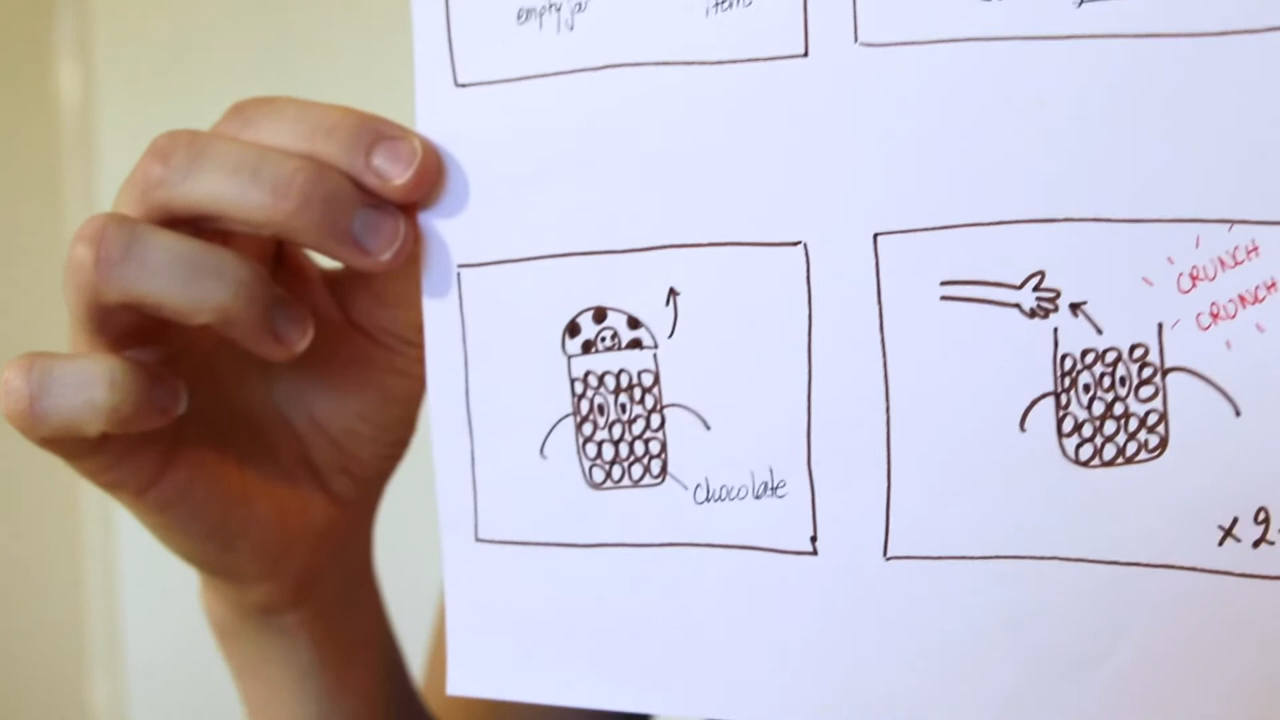 empty jar
items
CRUNCH
CRUNCH
chocolate
x2